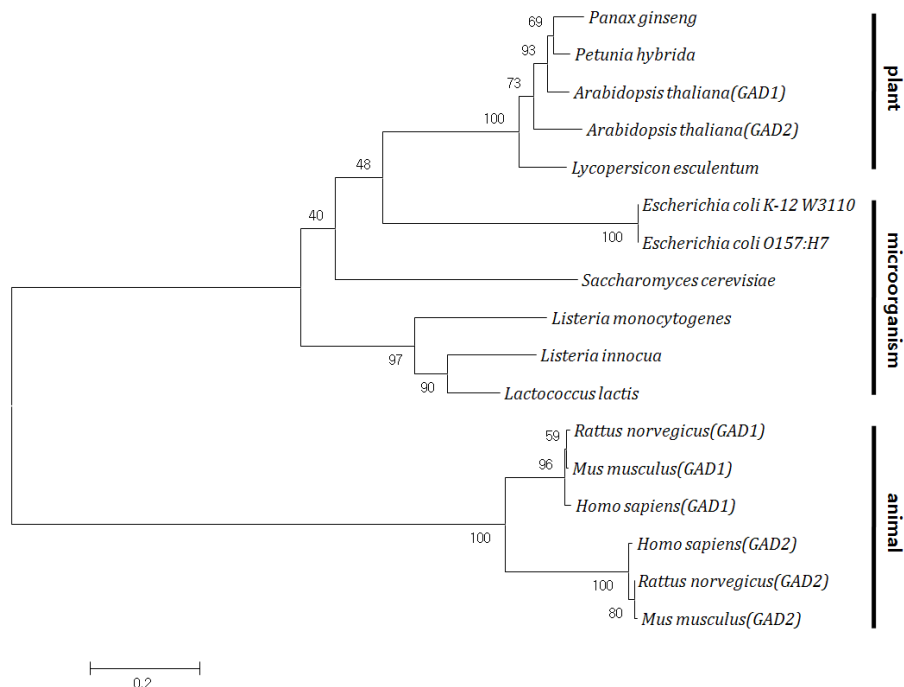 Panax ginseng
69
Petunia hybrida
93
Arabidopsis thaliana(GAD1)
73
Arabidopsis thaliana(GAD2)
100
Lycopersicon esculentum
48
Escherichia coli K-12 W3110
100
Escherichia coli O157:H7
40
Saccharomyces cerevisiae
Listeria monocytogenes
97
Listeria innocua
90
Lactococcus lactis
Rattus norvegicus(GAD1)
59
Mus musculus(GAD1)
96
Homo sapiens(GAD1)
100
Homo sapiens(GAD2)
100
Rattus norvegicus(GAD2)
80
Mus musculus(GAD2)
plant
microorganism
animal
0.2